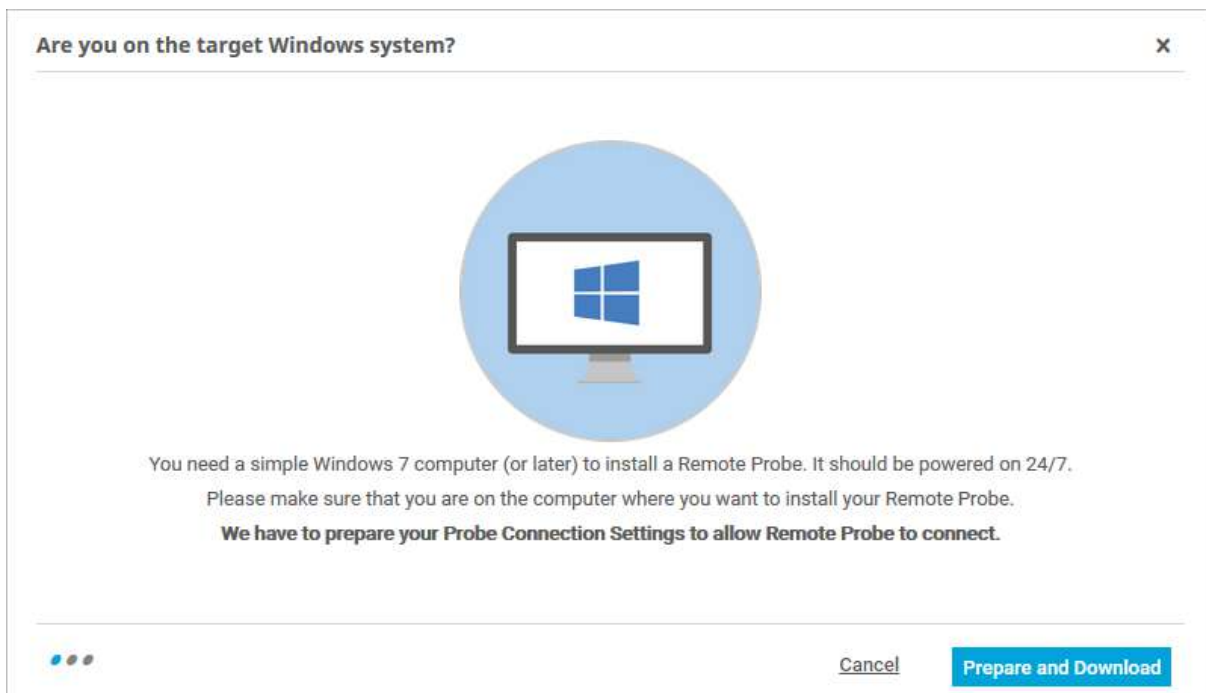 Are you on the target Windows system?
You need a simple Windows 7 computer (or later) to install a Remote Probe. It should be powered on 24/7.
Please make sure that you are on the computer where you want to install your Remote Probe.
We have to prepare your Probe Connection Settings to allow Remote Probe to connect.
Cancel
Prepare and Download